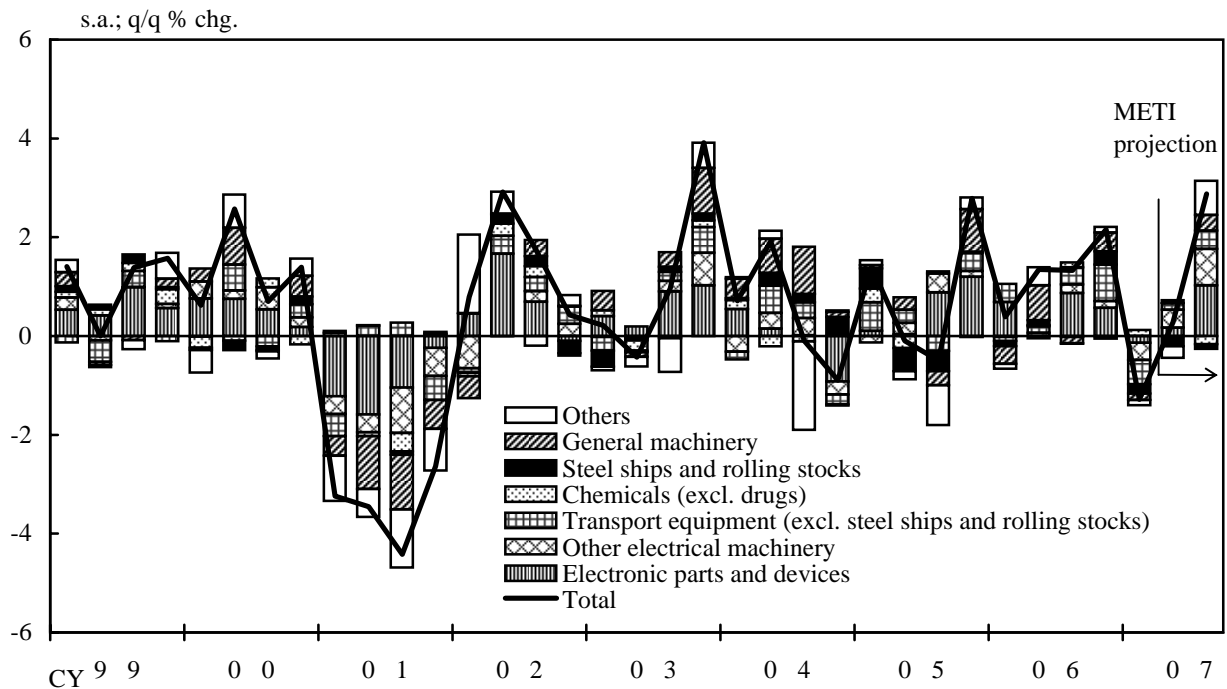 s.a.; q/q % chg.
6
4
2
0
-2
-4
-6
METI
projection
Others
General machinery
Steel ships and rolling stocks
Chemicals (excl. drugs)
Transport equipment (excl. steel ships and rolling stocks)
Other electrical machinery
Electronic parts and devices
Total
CY 9 9 0 0 0 1 0 2 0 3 0 4 0 5 0 6 0 7